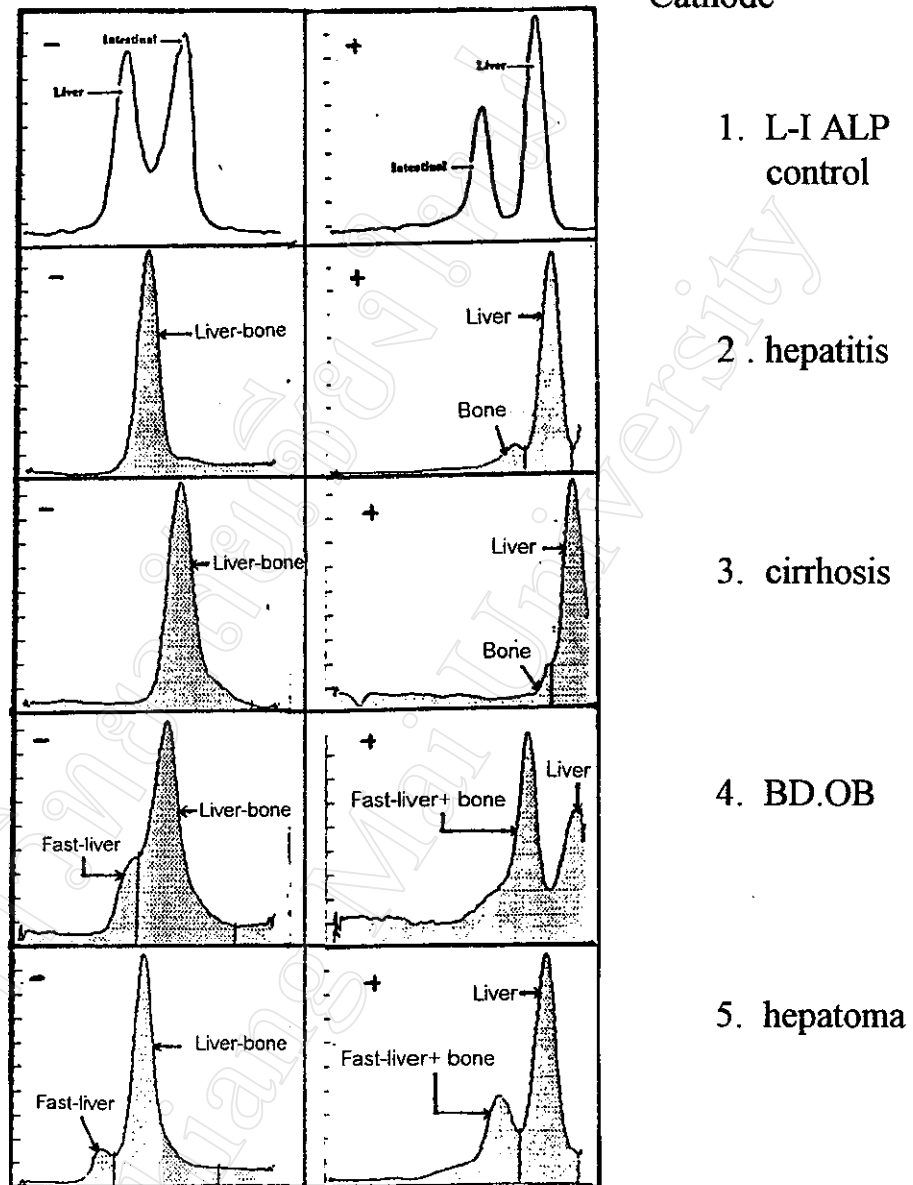 Cathode
-
Intestinal
Liver
+
Liver
Intestinal
1. L-I ALP
control
-
Liver-bone
+
Liver
Bone
2 . hepatitis
-
Liver-bone
+
Liver
Bone
3. cirrhosis
-
Liver-bone
Fast-liver
+
Liver
Fast-liver+ bone
4. BD.OB
-
Liver-bone
Fast-liver
+
Liver
Fast-liver+ bone
5. hepatoma
Mai University